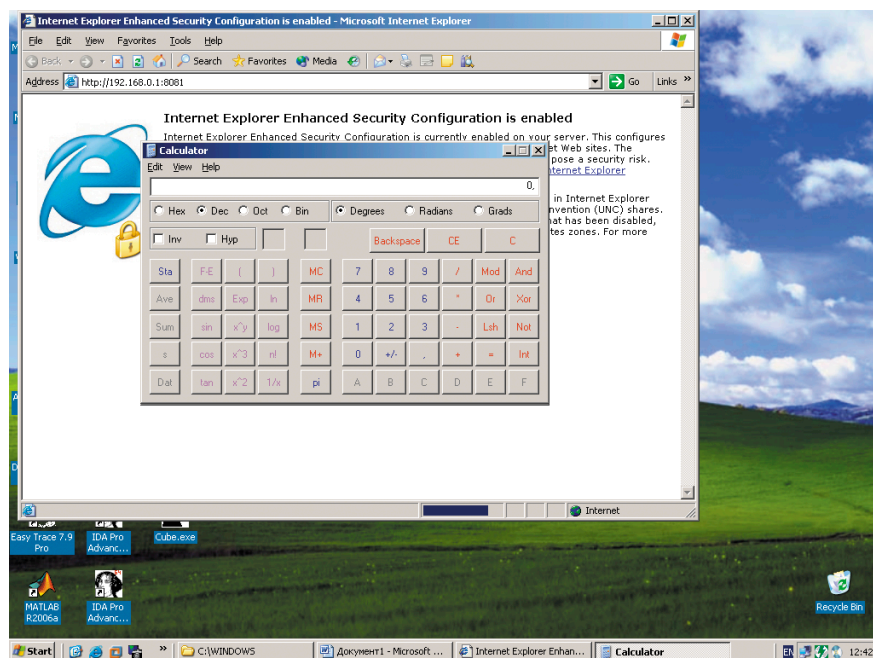 Internet Explorer Enhanced Security Configuration is enabled - Microsoft Internet Explorer
File Edit View Favorites Tools Help
Back Search Favorites Media
Address http://192.168.0.1:8081 Go Links »
Internet Explorer Enhanced Security Configuration is enabled
Internet Explorer Enhanced Security Configuration is currently enabled on your server. This configures
et Web sites. The
pose a security risk.
ternet Explorer
in Internet Explorer
nvention (UNC) shares.
hat has been disabled,
tes zones. For more
Calculator
Edit View Help
0,
Hex Dec Oct Bin Degrees Radians Grads
Inv Hyp Backspace CE C
Sta F-E ( ) MC 7 8 9 / Mod And
Ave dms Exp ln MR 4 5 6 * Or Xor
Sum sin x^y log MS 1 2 3 - Lsh Not
s cos x^3 n! M+ 0 +/- , + = Int
Dat tan x^2 1/x pi A B C D E F
Internet
Easy Trace 7.9
Pro
IDA Pro
Advanc...
Cube.exe
MATLAB
R2006a
IDA Pro
Advanc...
Recycle Bin
Start » C:\WINDOWS Документ1 - Microsoft ... Internet Explorer Enhan... Calculator EN 12:42